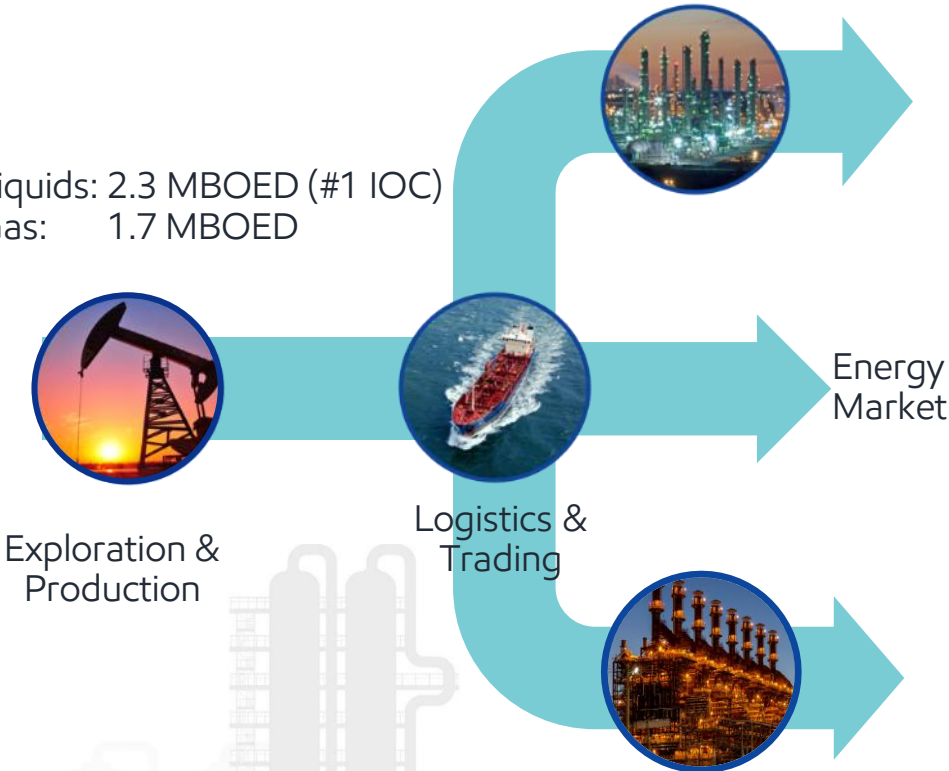 iquids: 2.3 MBOED (#1 IOC)
as: 1.7 MBOED
Energy
Market
Logistics &
Trading
Exploration &
Production